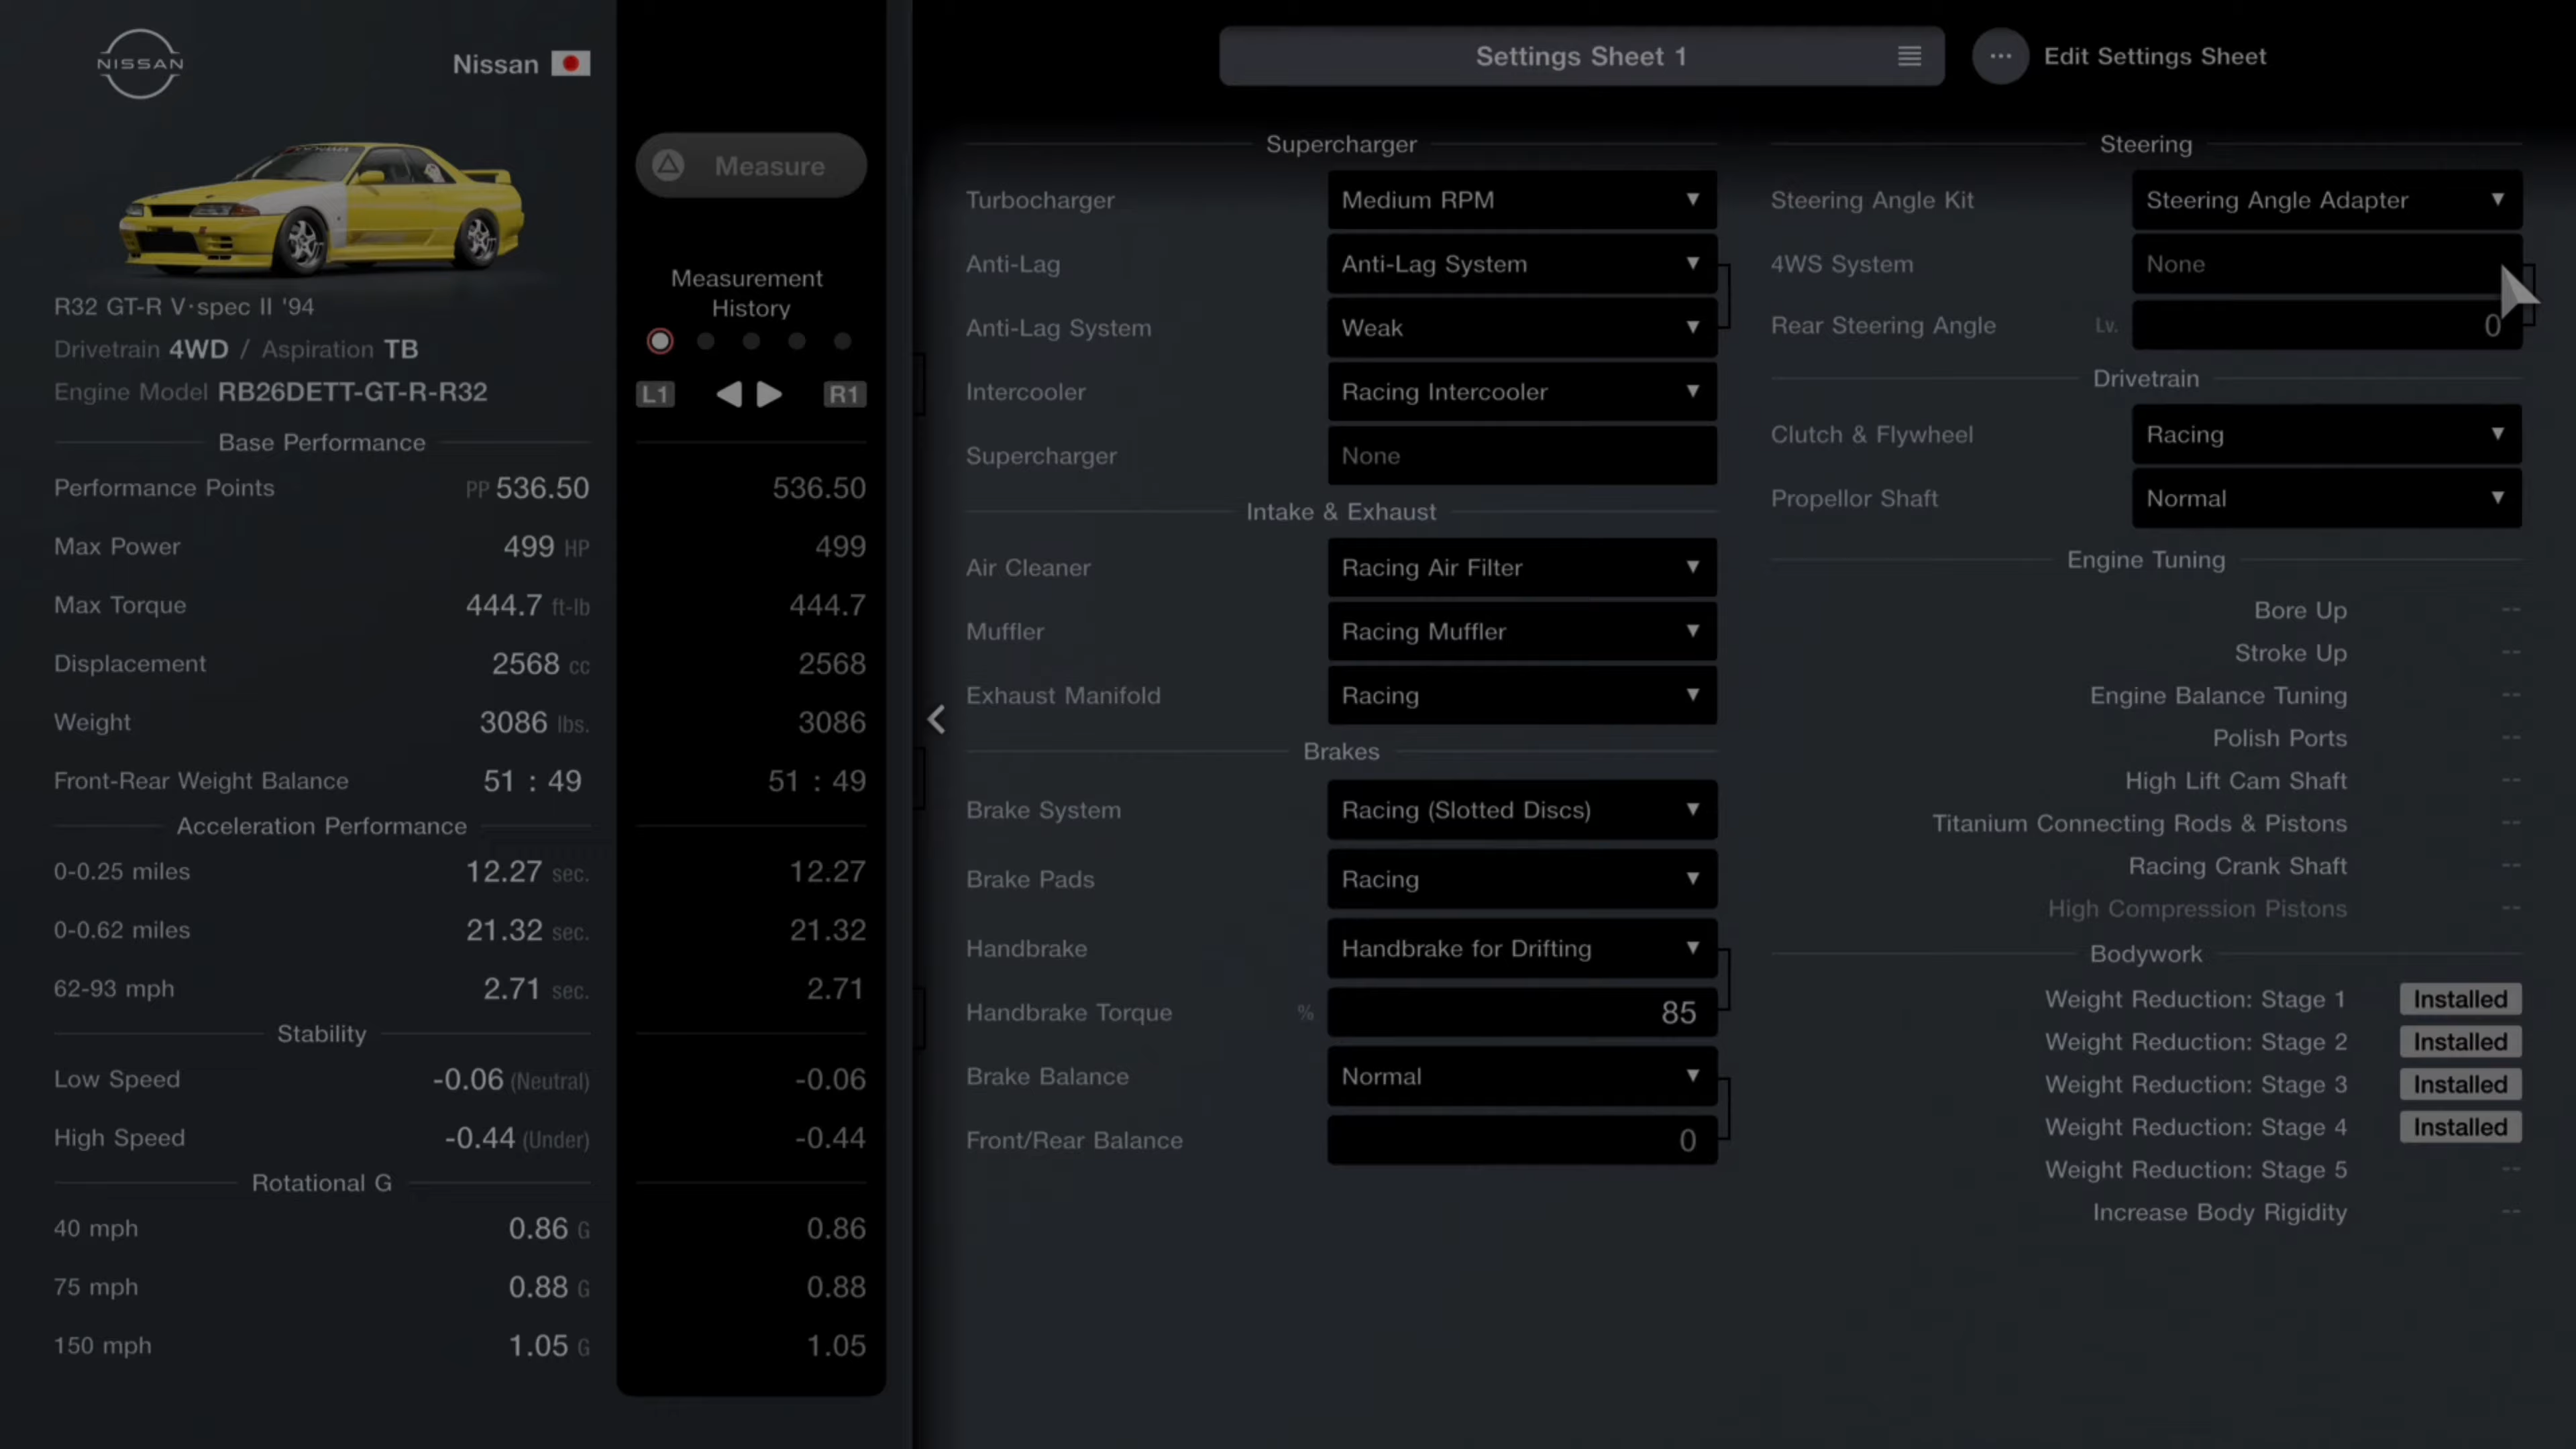 NISSAN
Nissan
R32 GT-R V·spec II '94
Drivetrain 4WD / Aspiration TB
Engine Model RB26DETT-GT-R-R32
Base Performance
Performance Points PP 536.50
Max Power 499 HP
Max Torque 444.7 ft-lb
Displacement 2568 cc
Weight 3086 lbs.
Front-Rear Weight Balance 51 : 49
Acceleration Performance
0-0.25 miles 12.27 sec.
0-0.62 miles 21.32 sec.
62-93 mph 2.71 sec.
Stability
Low Speed -0.06 (Neutral)
High Speed -0.44 (Under)
Rotational G
40 mph 0.86 G
75 mph 0.88 G
150 mph 1.05 G
Measure
Measurement
History
L1 R1
536.50
499
444.7
2568
3086
51 : 49
12.27
21.32
2.71
-0.06
-0.44
0.86
0.88
1.05
Settings Sheet 1
Edit Settings Sheet
Supercharger
Turbocharger Medium RPM
Anti-Lag Anti-Lag System
Anti-Lag System Weak
Intercooler Racing Intercooler
Supercharger None
Intake & Exhaust
Air Cleaner Racing Air Filter
Muffler Racing Muffler
Exhaust Manifold Racing
Brakes
Brake System Racing (Slotted Discs)
Brake Pads Racing
Handbrake Handbrake for Drifting
Handbrake Torque % 85
Brake Balance Normal
Front/Rear Balance 0
Steering
Steering Angle Kit Steering Angle Adapter
4WS System None
Rear Steering Angle Lv. 0
Drivetrain
Clutch & Flywheel Racing
Propellor Shaft Normal
Engine Tuning
Bore Up --
Stroke Up --
Engine Balance Tuning --
Polish Ports --
High Lift Cam Shaft --
Titanium Connecting Rods & Pistons --
Racing Crank Shaft --
High Compression Pistons --
Bodywork
Weight Reduction: Stage 1 Installed
Weight Reduction: Stage 2 Installed
Weight Reduction: Stage 3 Installed
Weight Reduction: Stage 4 Installed
Weight Reduction: Stage 5 --
Increase Body Rigidity --